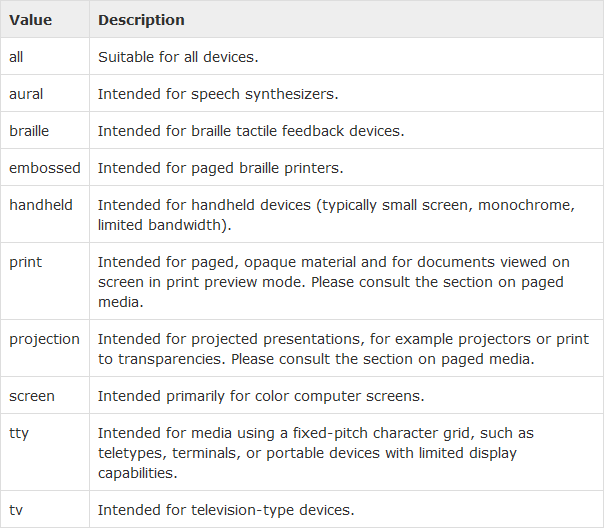 Value Description
all Suitable for all devices.
aural Intended for speech synthesizers.
braille Intended for braille tactile feedback devices.
embossed Intended for paged braille printers.
handheld Intended for handheld devices (typically small screen, monochrome,
limited bandwidth).
print Intended for paged, opaque material and for documents viewed on
screen in print preview mode. Please consult the section on paged
media.
projection Intended for projected presentations, for example projectors or print
to transparencies. Please consult the section on paged media.
screen Intended primarily for color computer screens.
tty Intended for media using a fixed-pitch character grid, such as
teletypes, terminals, or portable devices with limited display
capabilities.
tv Intended for television-type devices.